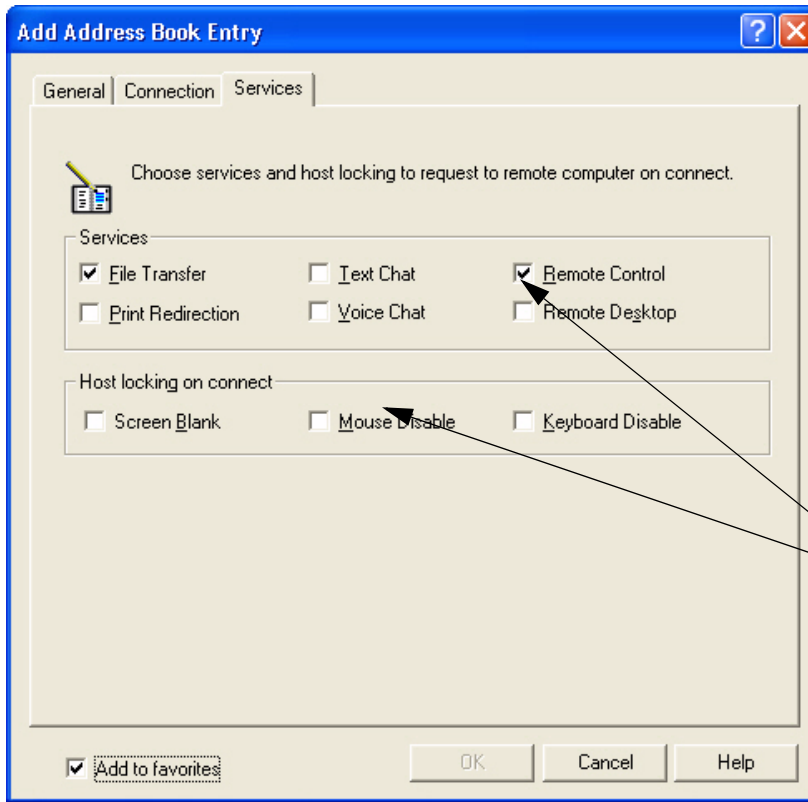 Add Address Book Entry
General Connection Services
Choose services and host locking to request to remote computer on connect.
Services
File Transfer Text Chat Remote Control
Print Redirection Voice Chat Remote Desktop
Host locking on connect
Screen Blank Mouse Disable Keyboard Disable
Add to favorites OK Cancel Help